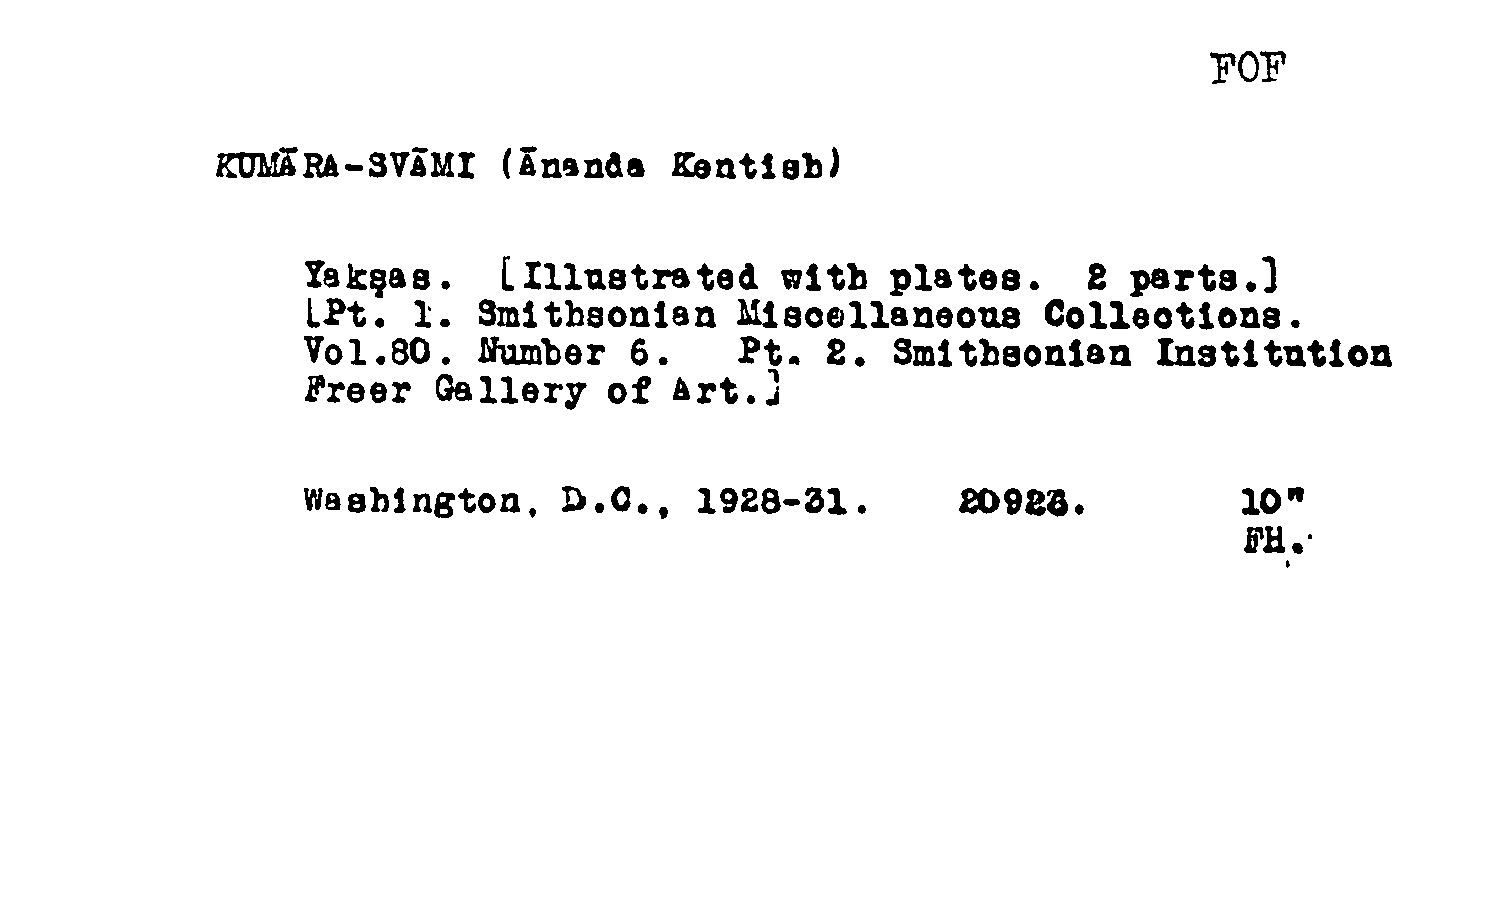 FOF
KUMĀRA-SVĀMI (Ānanda Kentish)
Yakṣas. [Illustrated with plates. 2 parts.]
[Pt. 1. Smithsonian Miscellaneous Collections.
Vol.80. Number 6. Pt. 2. Smithsonian Institution
Freer Gallery of Art.]
Washington, D.C., 1928-31. 20923. 10"
FH.